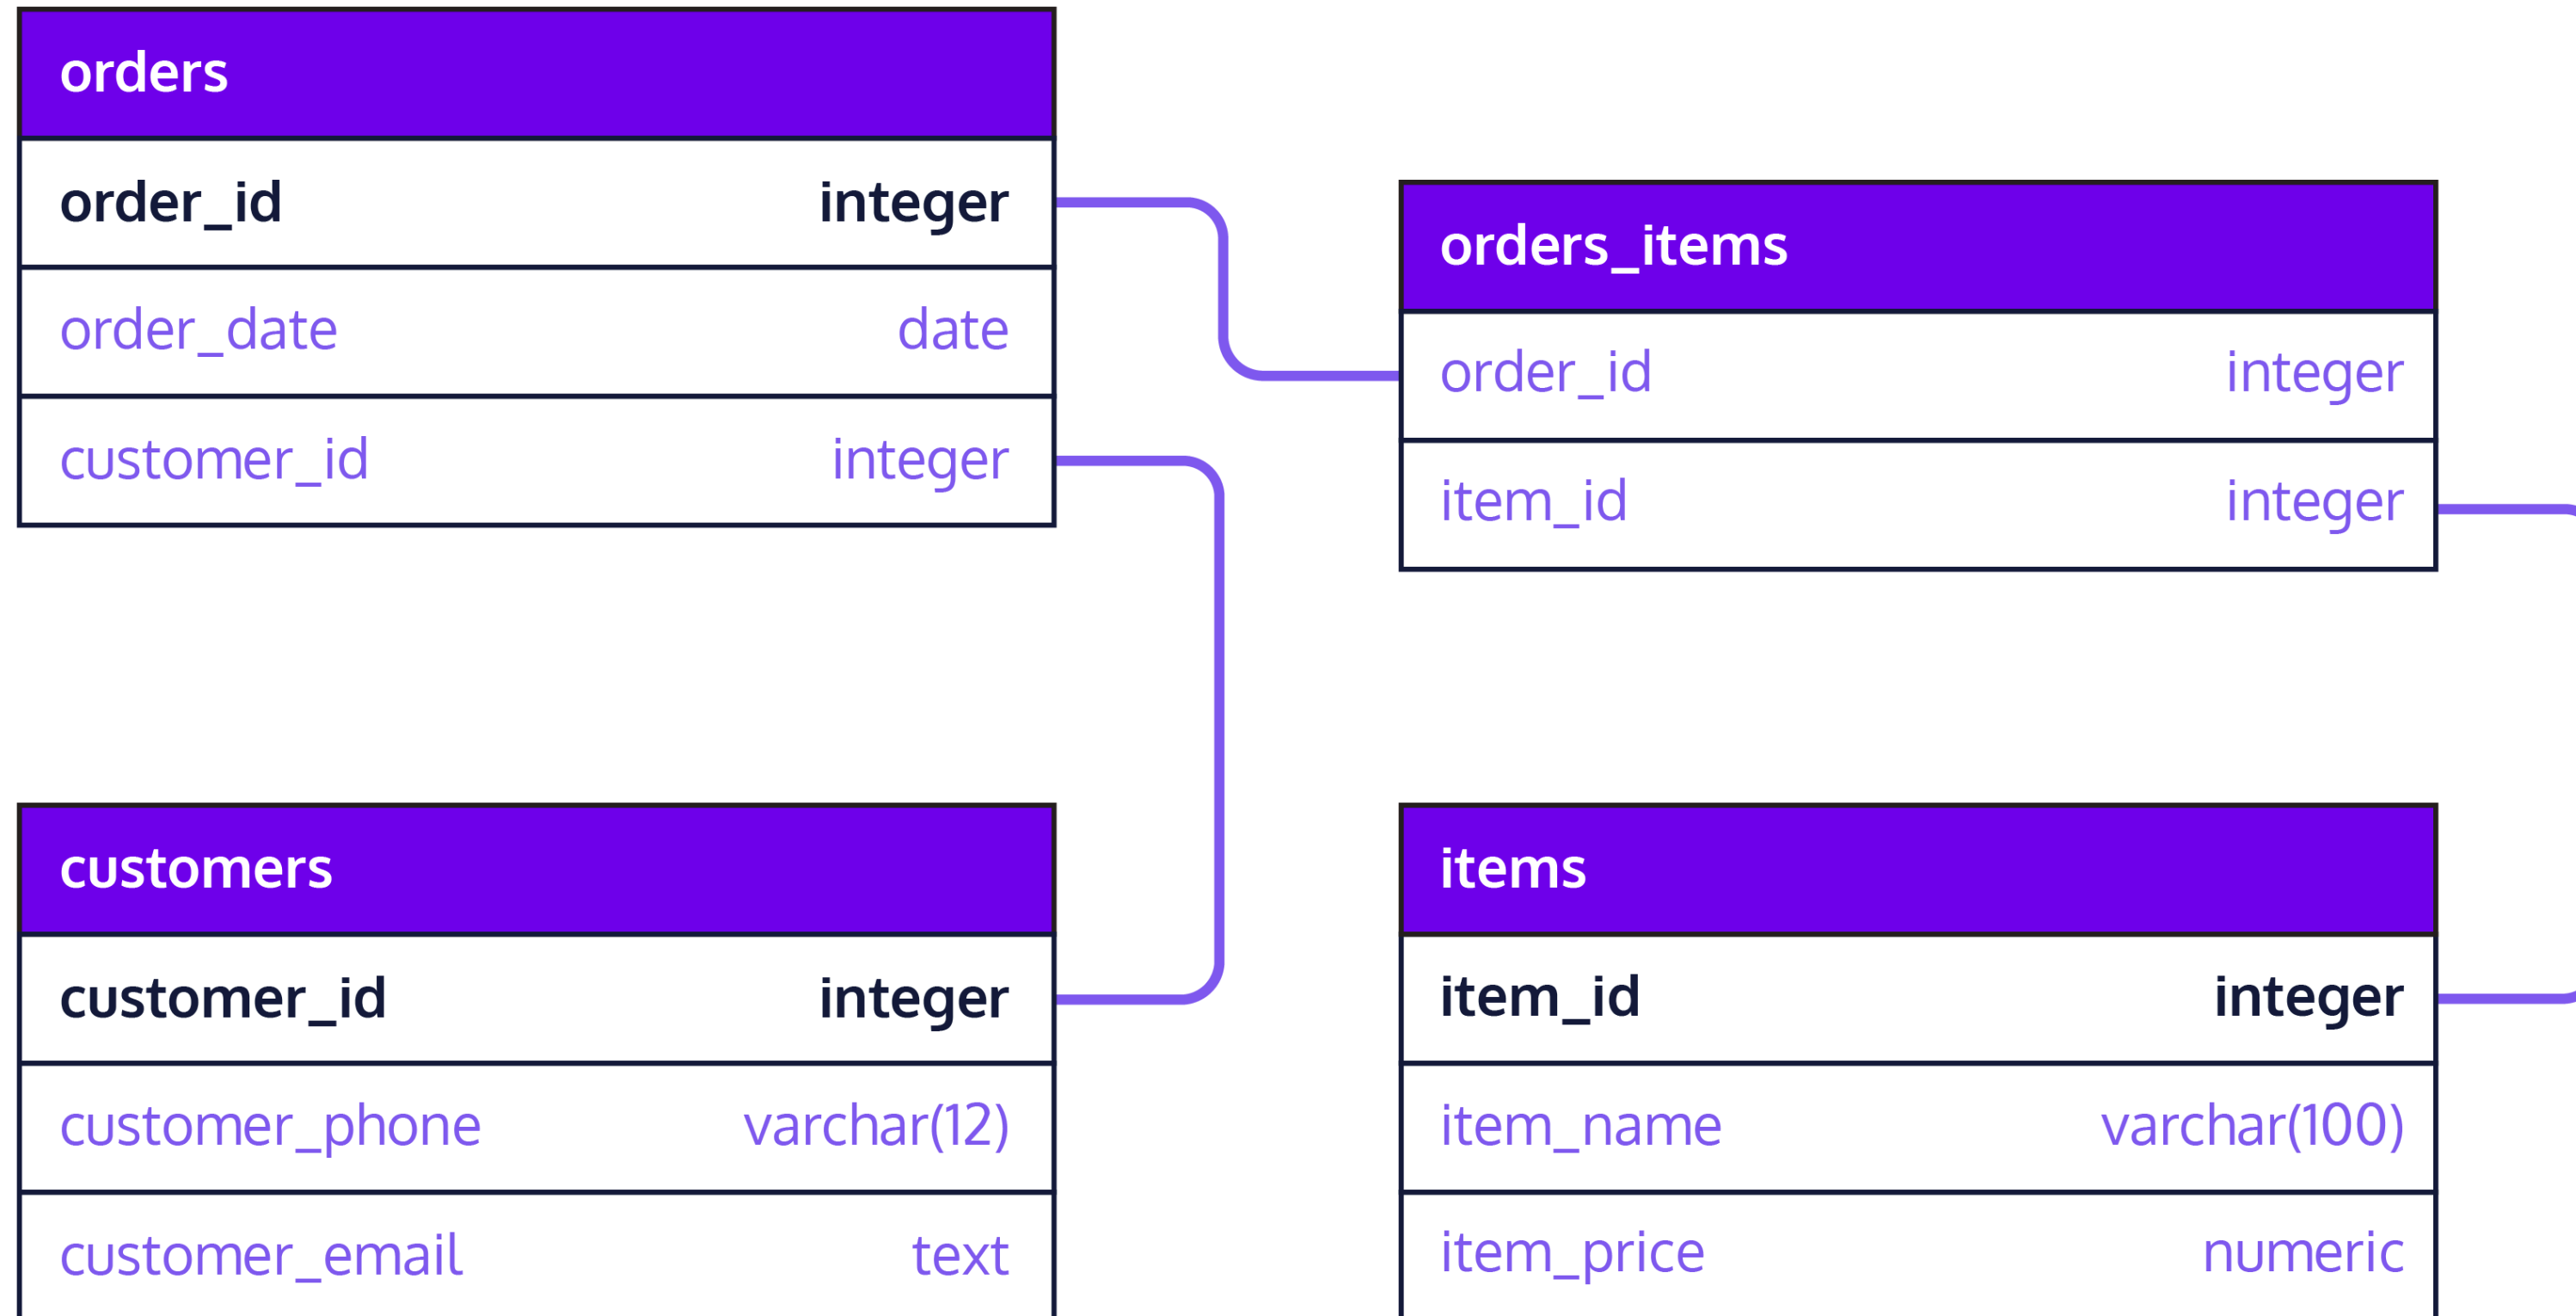 orders
order_id integer
order_date date
customer_id integer
orders_items
order_id integer
item_id integer
customers
customer_id integer
customer_phone varchar(12)
customer_email text
items
item_id integer
item_name varchar(100)
item_price numeric